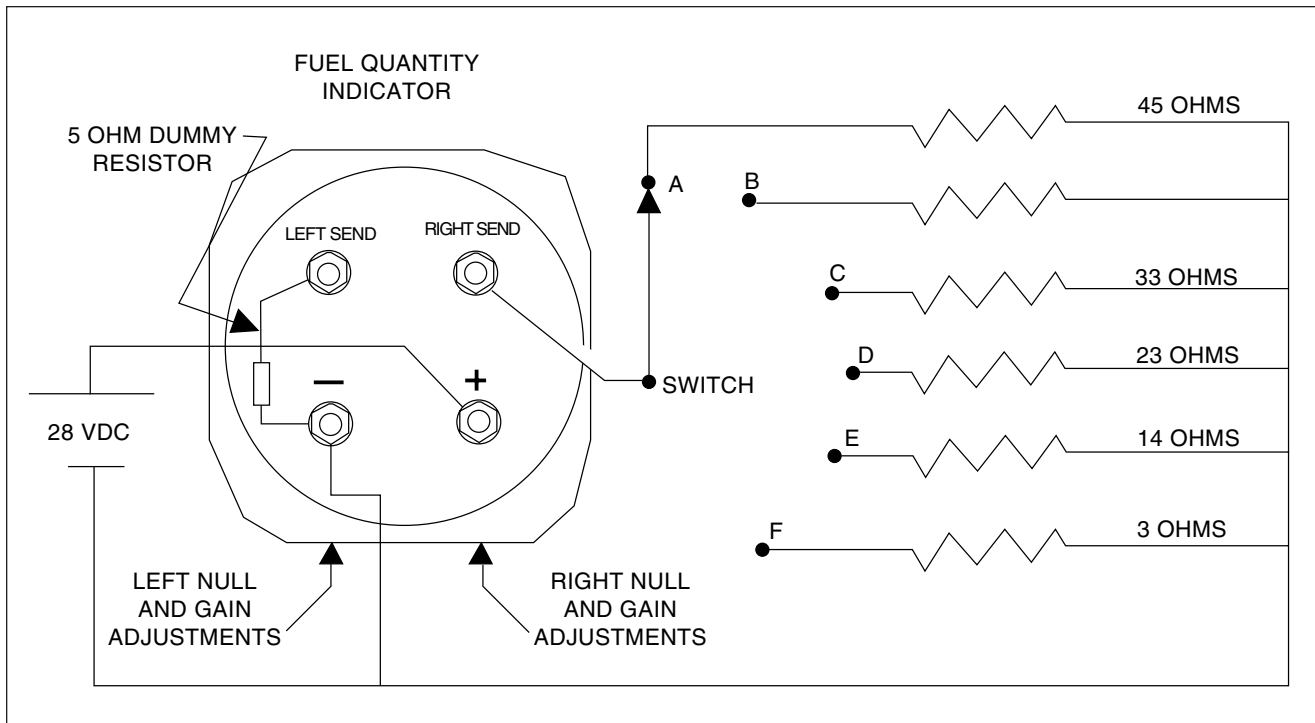 FUEL QUANTITY
INDICATOR
5 OHM DUMMY
RESISTOR
45 OHMS
A
B
LEFT SEND
RIGHT SEND
C
33 OHMS
D
23 OHMS
SWITCH
−
+
28 VDC
E
14 OHMS
F
3 OHMS
LEFT NULL
AND GAIN
ADJUSTMENTS
RIGHT NULL
AND GAIN
ADJUSTMENTS